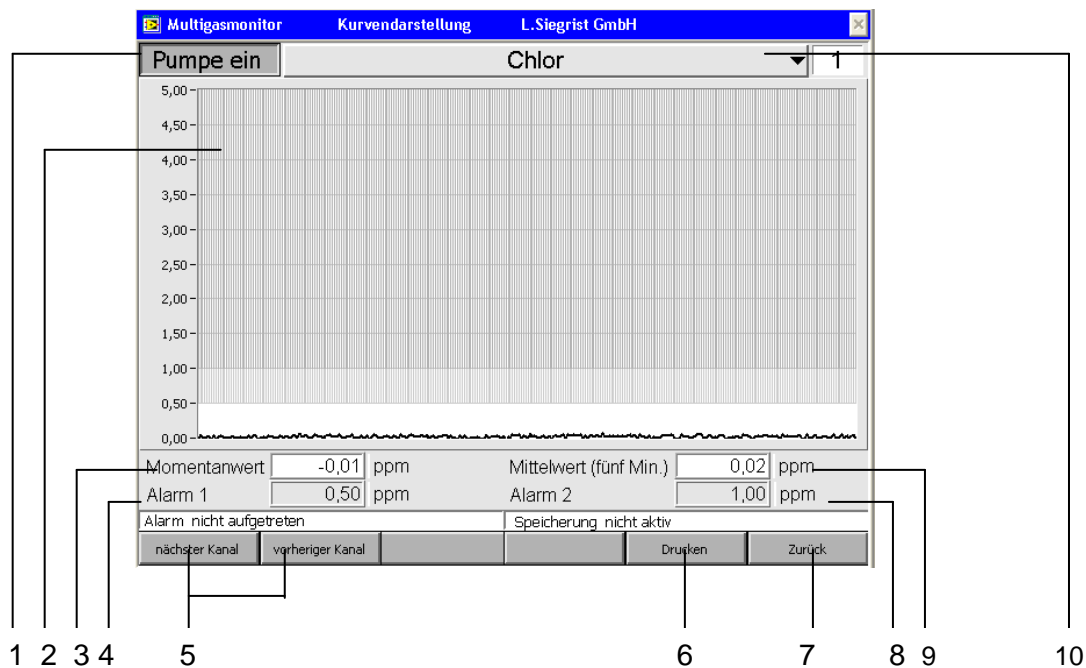 Multigasmonitor Kurvendarstellung L.Siegrist GmbH
Pumpe ein Chlor 1
5,00
4,50
4,00
3,50
3,00
2,50
2,00
1,50
1,00
0,50
0,00
Momentanwert -0,01 ppm Mittelwert (fünf Min.) 0,02 ppm
Alarm 1 0,50 ppm Alarm 2 1,00 ppm
Alarm nicht aufgetreten Speicherung nicht aktiv
nächster Kanal vorheriger Kanal Drucken Zurück
1 2 3 4 5 6 7 8 9 10